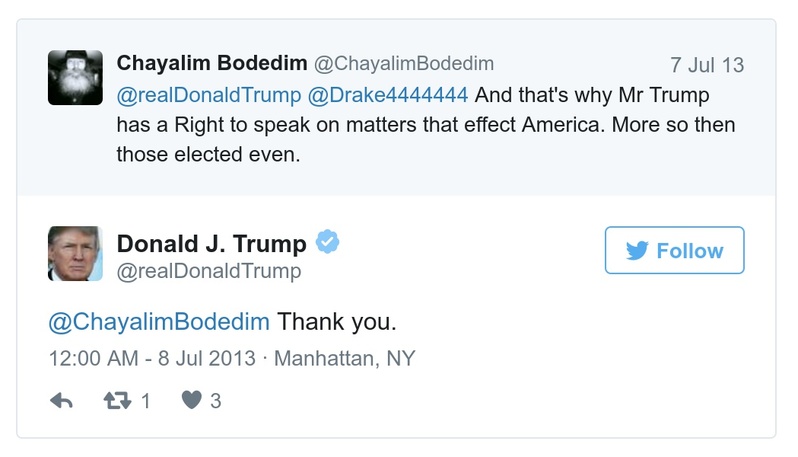 Chayalim Bodedim @ChayalimBodedim 7 Jul 13
@realDonaldTrump @Drake4444444 And that's why Mr Trump
has a Right to speak on matters that effect America. More so then
those elected even.
Donald J. Trump
@realDonaldTrump
Follow
@ChayalimBodedim Thank you.
12:00 AM - 8 Jul 2013 · Manhattan, NY
1 3